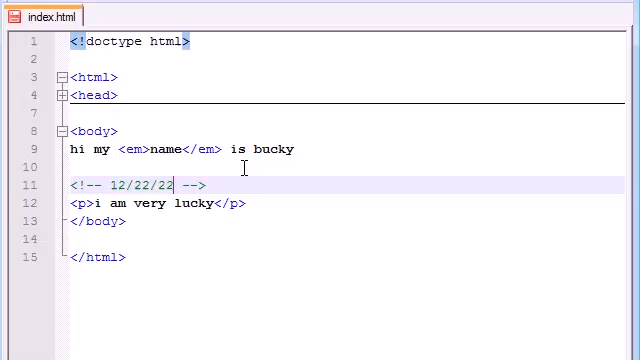 index.html
1 <!doctype html>
2
3 <html>
4 <head>
7
8 <body>
9 hi my <em>name</em> is bucky
10
11 <!-- 12/22/22 -->
12 <p>i am very lucky</p>
13 </body>
14
15 </html>